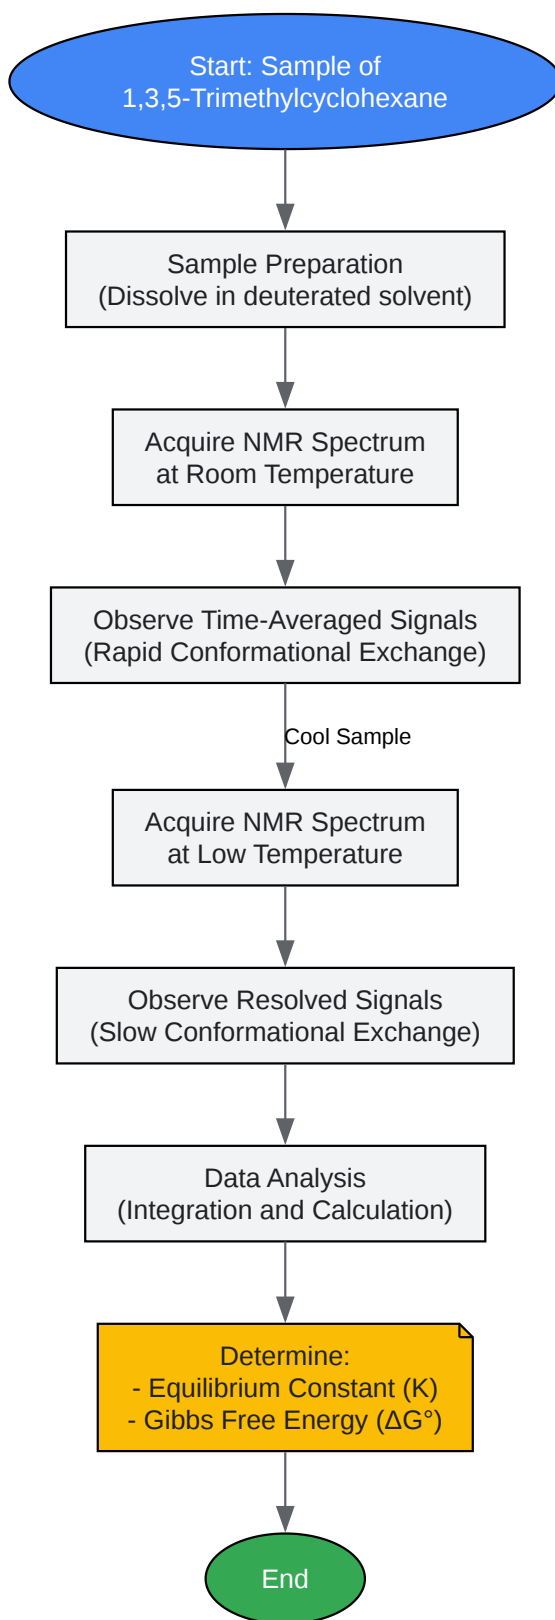 Start: Sample of
1,3,5-Trimethylcyclohexane
Sample Preparation
(Dissolve in deuterated solvent)
Acquire NMR Spectrum
at Room Temperature
Observe Time-Averaged Signals
(Rapid Conformational Exchange)
Cool Sample
Acquire NMR Spectrum
at Low Temperature
Observe Resolved Signals
(Slow Conformational Exchange)
Data Analysis
(Integration and Calculation)
Determine:
- Equilibrium Constant (K)
- Gibbs Free Energy (ΔG°)
End